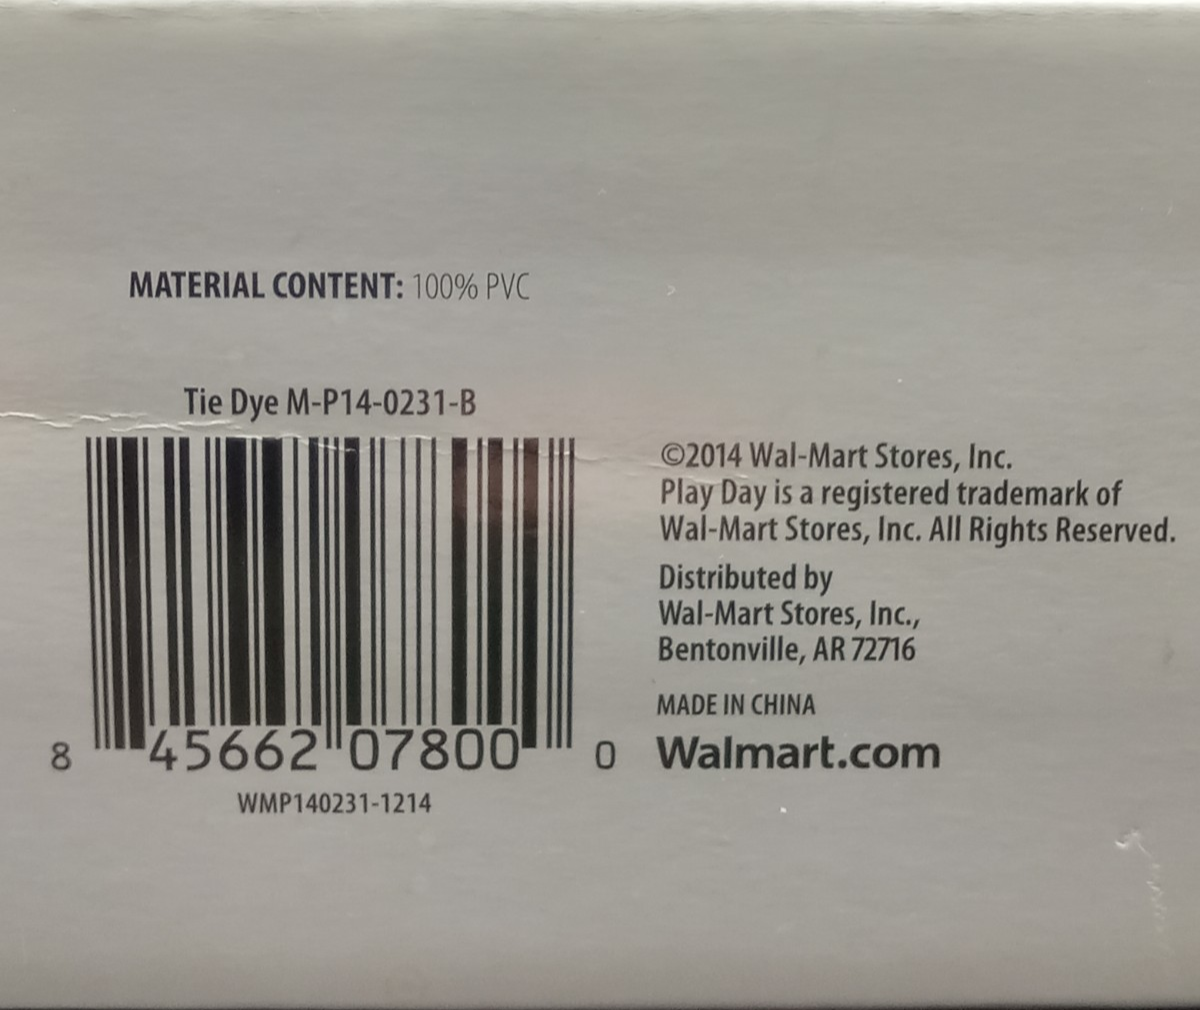 MATERIAL CONTENT: 100% PVC
Tie Dye M-P14-0231-B
8 45662 07800 0
WMP140231-1214
©2014 Wal-Mart Stores, Inc.
Play Day is a registered trademark of
Wal-Mart Stores, Inc. All Rights Reserved.
Distributed by
Wal-Mart Stores, Inc.,
Bentonville, AR 72716
MADE IN CHINA
Walmart.com